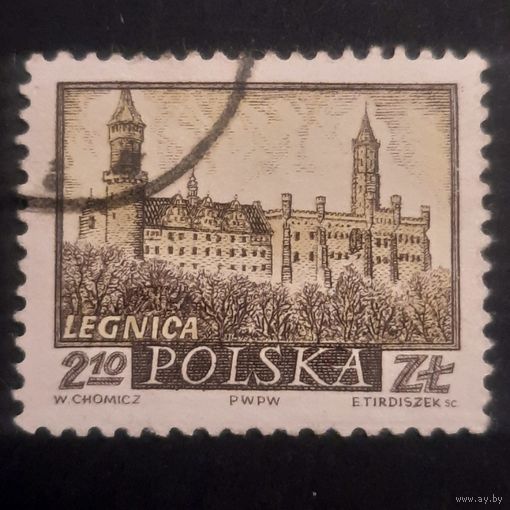 LEGNICA
2.10 POLSKA ZŁ
W. CHOMICZ PWPW E. TIRDISZEK SC.
www.ay.by